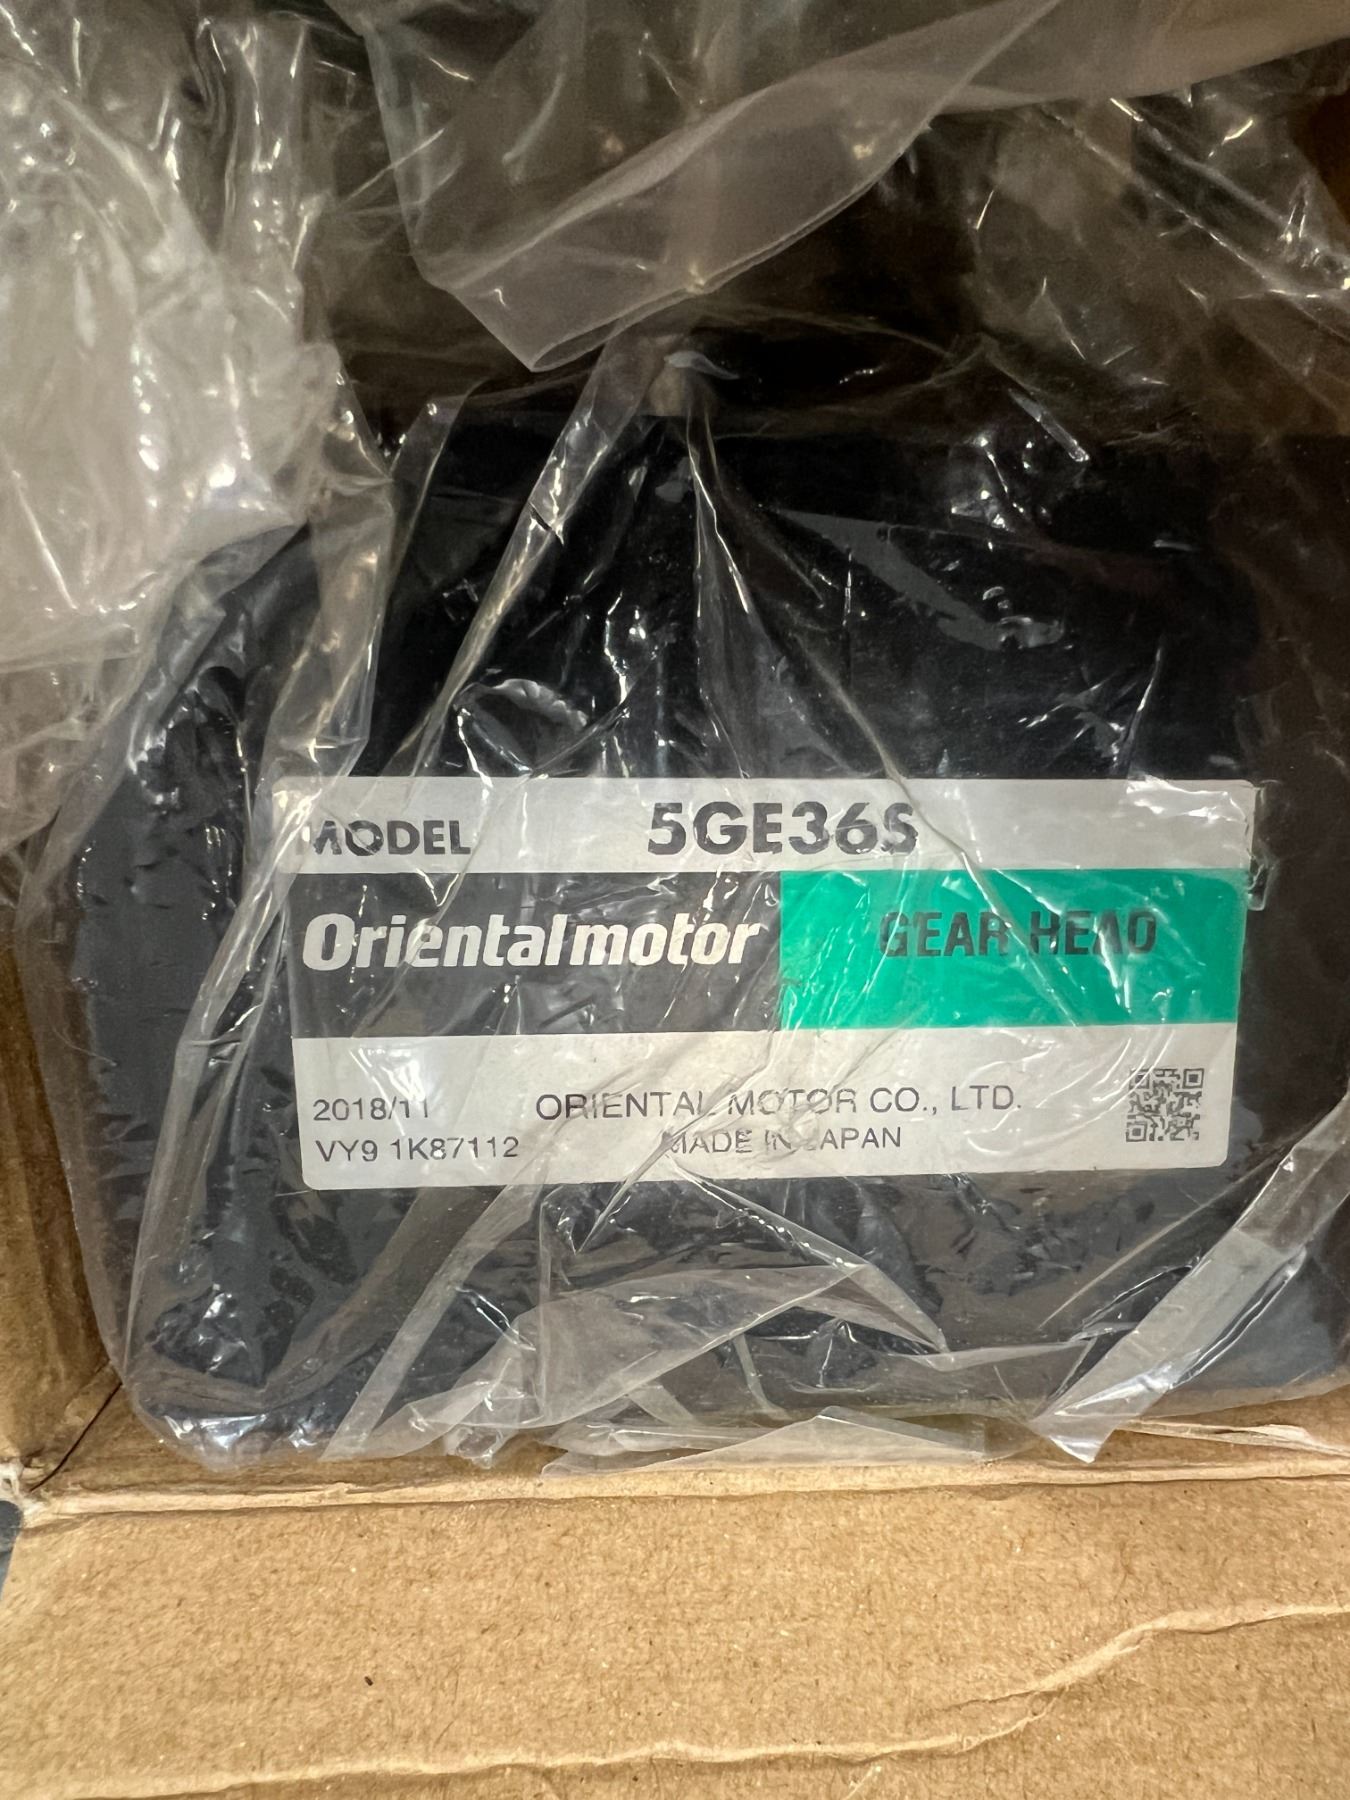 MODEL 5GE36S
Orientalmotor GEAR HEAD
2018/11 ORIENTAL MOTOR CO., LTD.
VY9 1K87112 MADE IN JAPAN